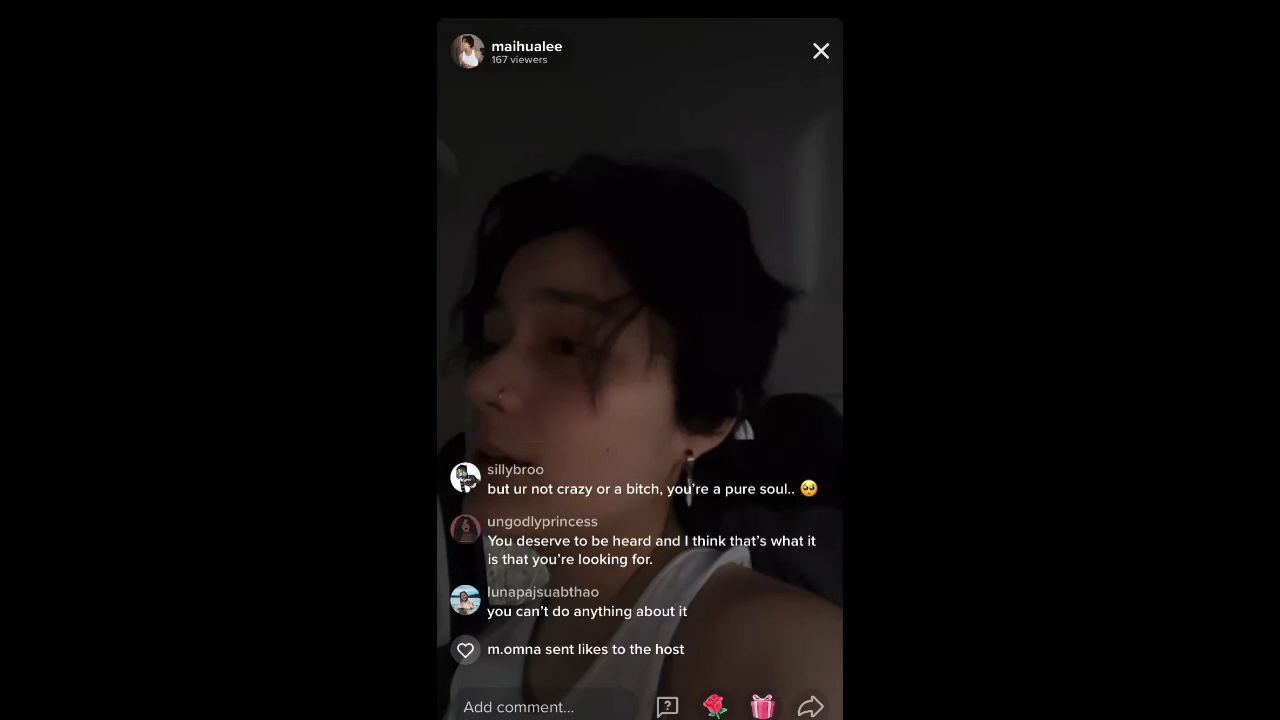 maihualee
167 viewers
sillybroo
but ur not crazy or a bitch, you're a pure soul.. 🥺
ungodlyprincess
You deserve to be heard and I think that's what it
is that you're looking for.
lunapajsuabthao
you can't do anything about it
m.omna sent likes to the host
Add comment...